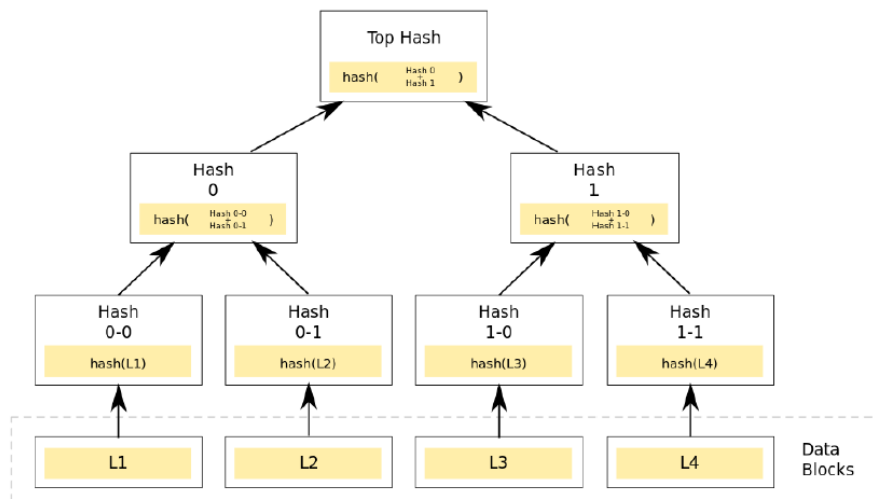 Top Hash
hash( Hash 0 + Hash 1 )
Hash
0
hash( Hash 0-0 + Hash 0-1 )
Hash
1
hash( Hash 1-0 + Hash 1-1 )
Hash
0-0
hash(L1)
Hash
0-1
hash(L2)
Hash
1-0
hash(L3)
Hash
1-1
hash(L4)
L1
L2
L3
L4
Data
Blocks